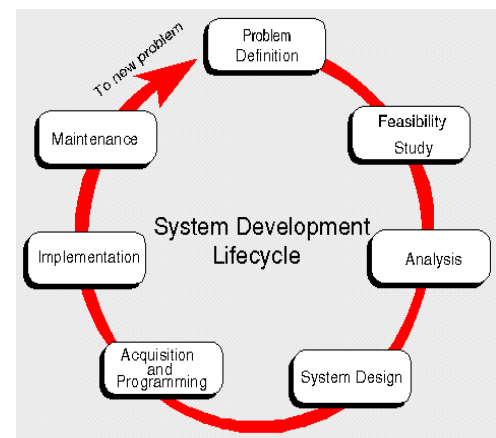 To new problem
Problem
Definition
Feasibility
Study
Analysis
System Design
Acquisition
and
Programming
Implementation
Maintenance
System Development
Lifecycle